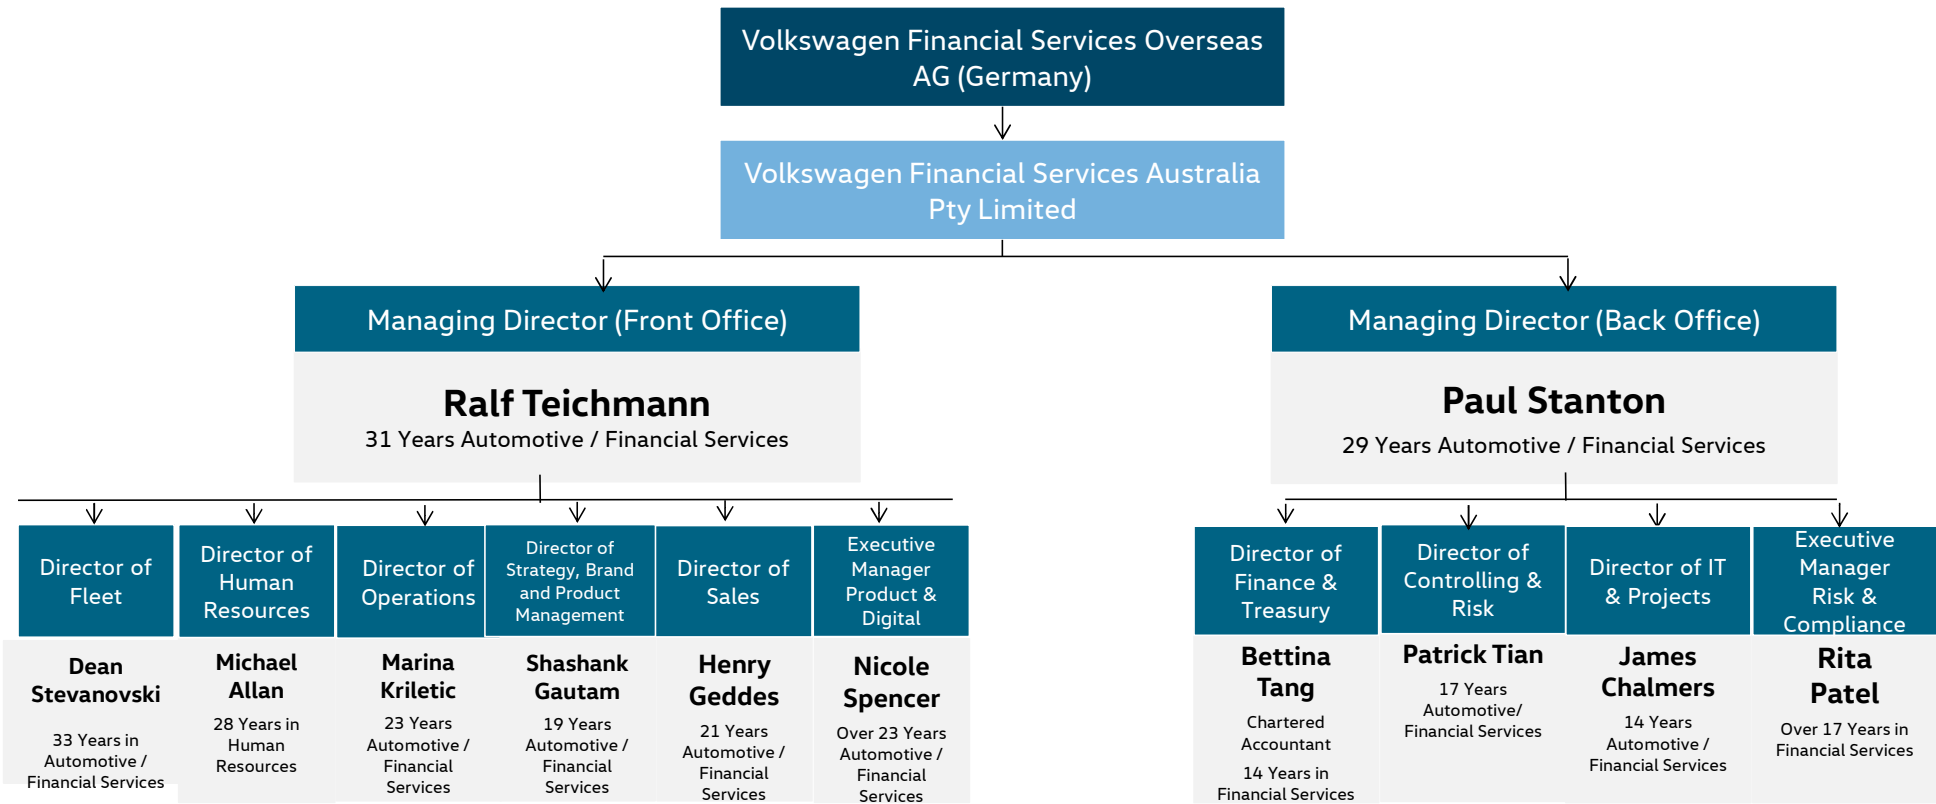 Volkswagen Financial Services Overseas
AG (Germany)
Volkswagen Financial Services Australia
Pty Limited
Managing Director (Front Office)
Ralf Teichmann
31 Years Automotive / Financial Services
Managing Director (Back Office)
Paul Stanton
29 Years Automotive / Financial Services
Director of
Fleet
Dean
Stevanovski
33 Years in
Automotive /
Financial Services
Director of
Human
Resources
Michael
Allan
28 Years in
Human
Resources
Director of
Operations
Marina
Kriletic
23 Years
Automotive /
Financial
Services
Director of
Strategy, Brand
and Product
Management
Shashank
Gautam
19 Years
Automotive /
Financial
Services
Director of
Sales
Henry
Geddes
21 Years
Automotive /
Financial
Services
Executive
Manager
Product &
Digital
Nicole
Spencer
Over 23 Years
Automotive /
Financial
Services
Director of
Finance &
Treasury
Bettina
Tang
Chartered
Accountant
14 Years in
Financial Services
Director of
Controlling &
Risk
Patrick Tian
17 Years
Automotive/
Financial Services
Director of IT
& Projects
James
Chalmers
14 Years
Automotive /
Financial Services
Executive
Manager
Risk &
Compliance
Rita
Patel
Over 17 Years in
Financial Services